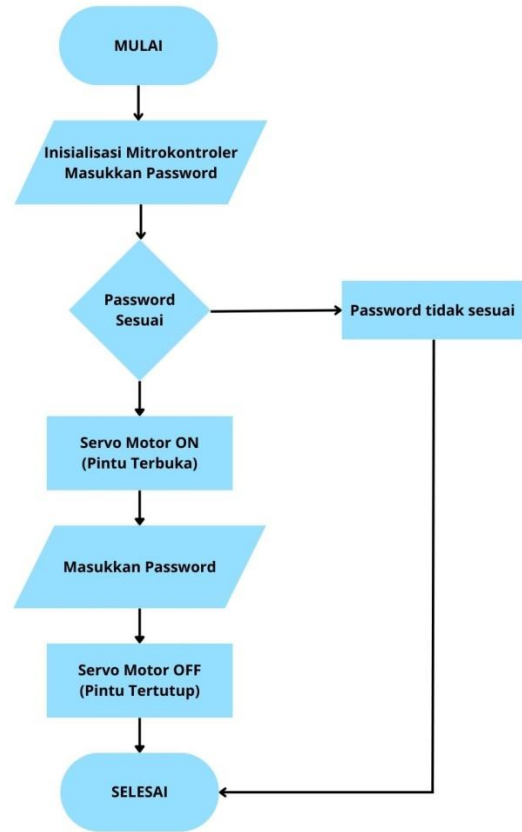 MULAI
Inisialisasi Mitrokontroler
Masukkan Password
Password
Sesuai
Password tidak sesuai
Servo Motor ON
(Pintu Terbuka)
Masukkan Password
Servo Motor OFF
(Pintu Tertutup)
SELESAI